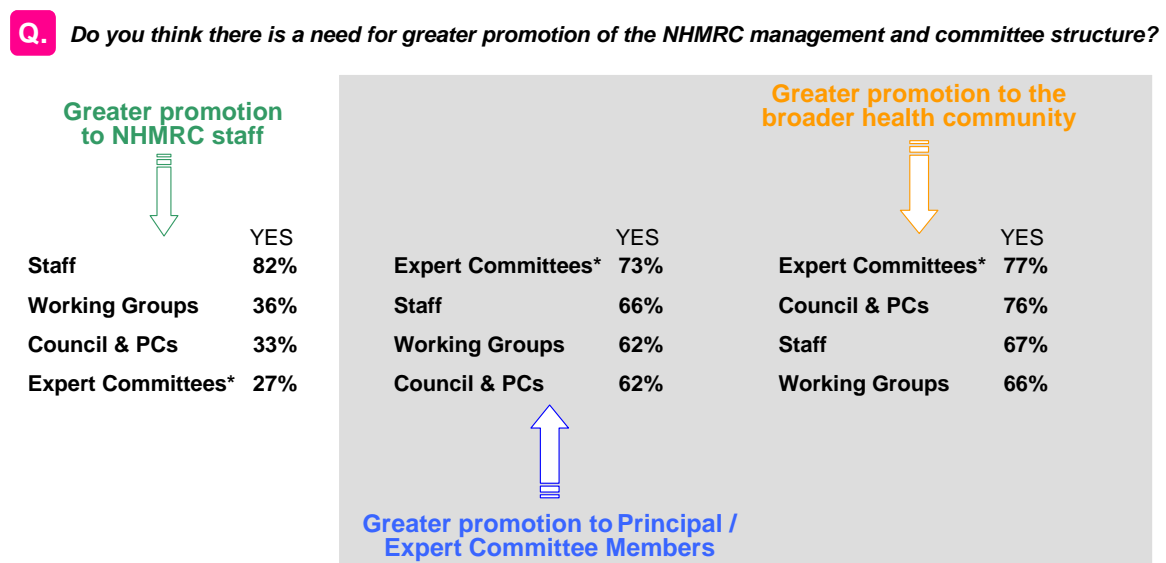 Q. Do you think there is a need for greater promotion of the NHMRC management and committee structure?
Greater promotion
to NHMRC staff
YES
Staff 82%
Working Groups 36%
Council & PCs 33%
Expert Committees* 27%
YES
Expert Committees* 73%
Staff 66%
Working Groups 62%
Council & PCs 62%
Greater promotion to Principal /
Expert Committee Members
Greater promotion to the
broader health community
YES
Expert Committees* 77%
Council & PCs 76%
Staff 67%
Working Groups 66%